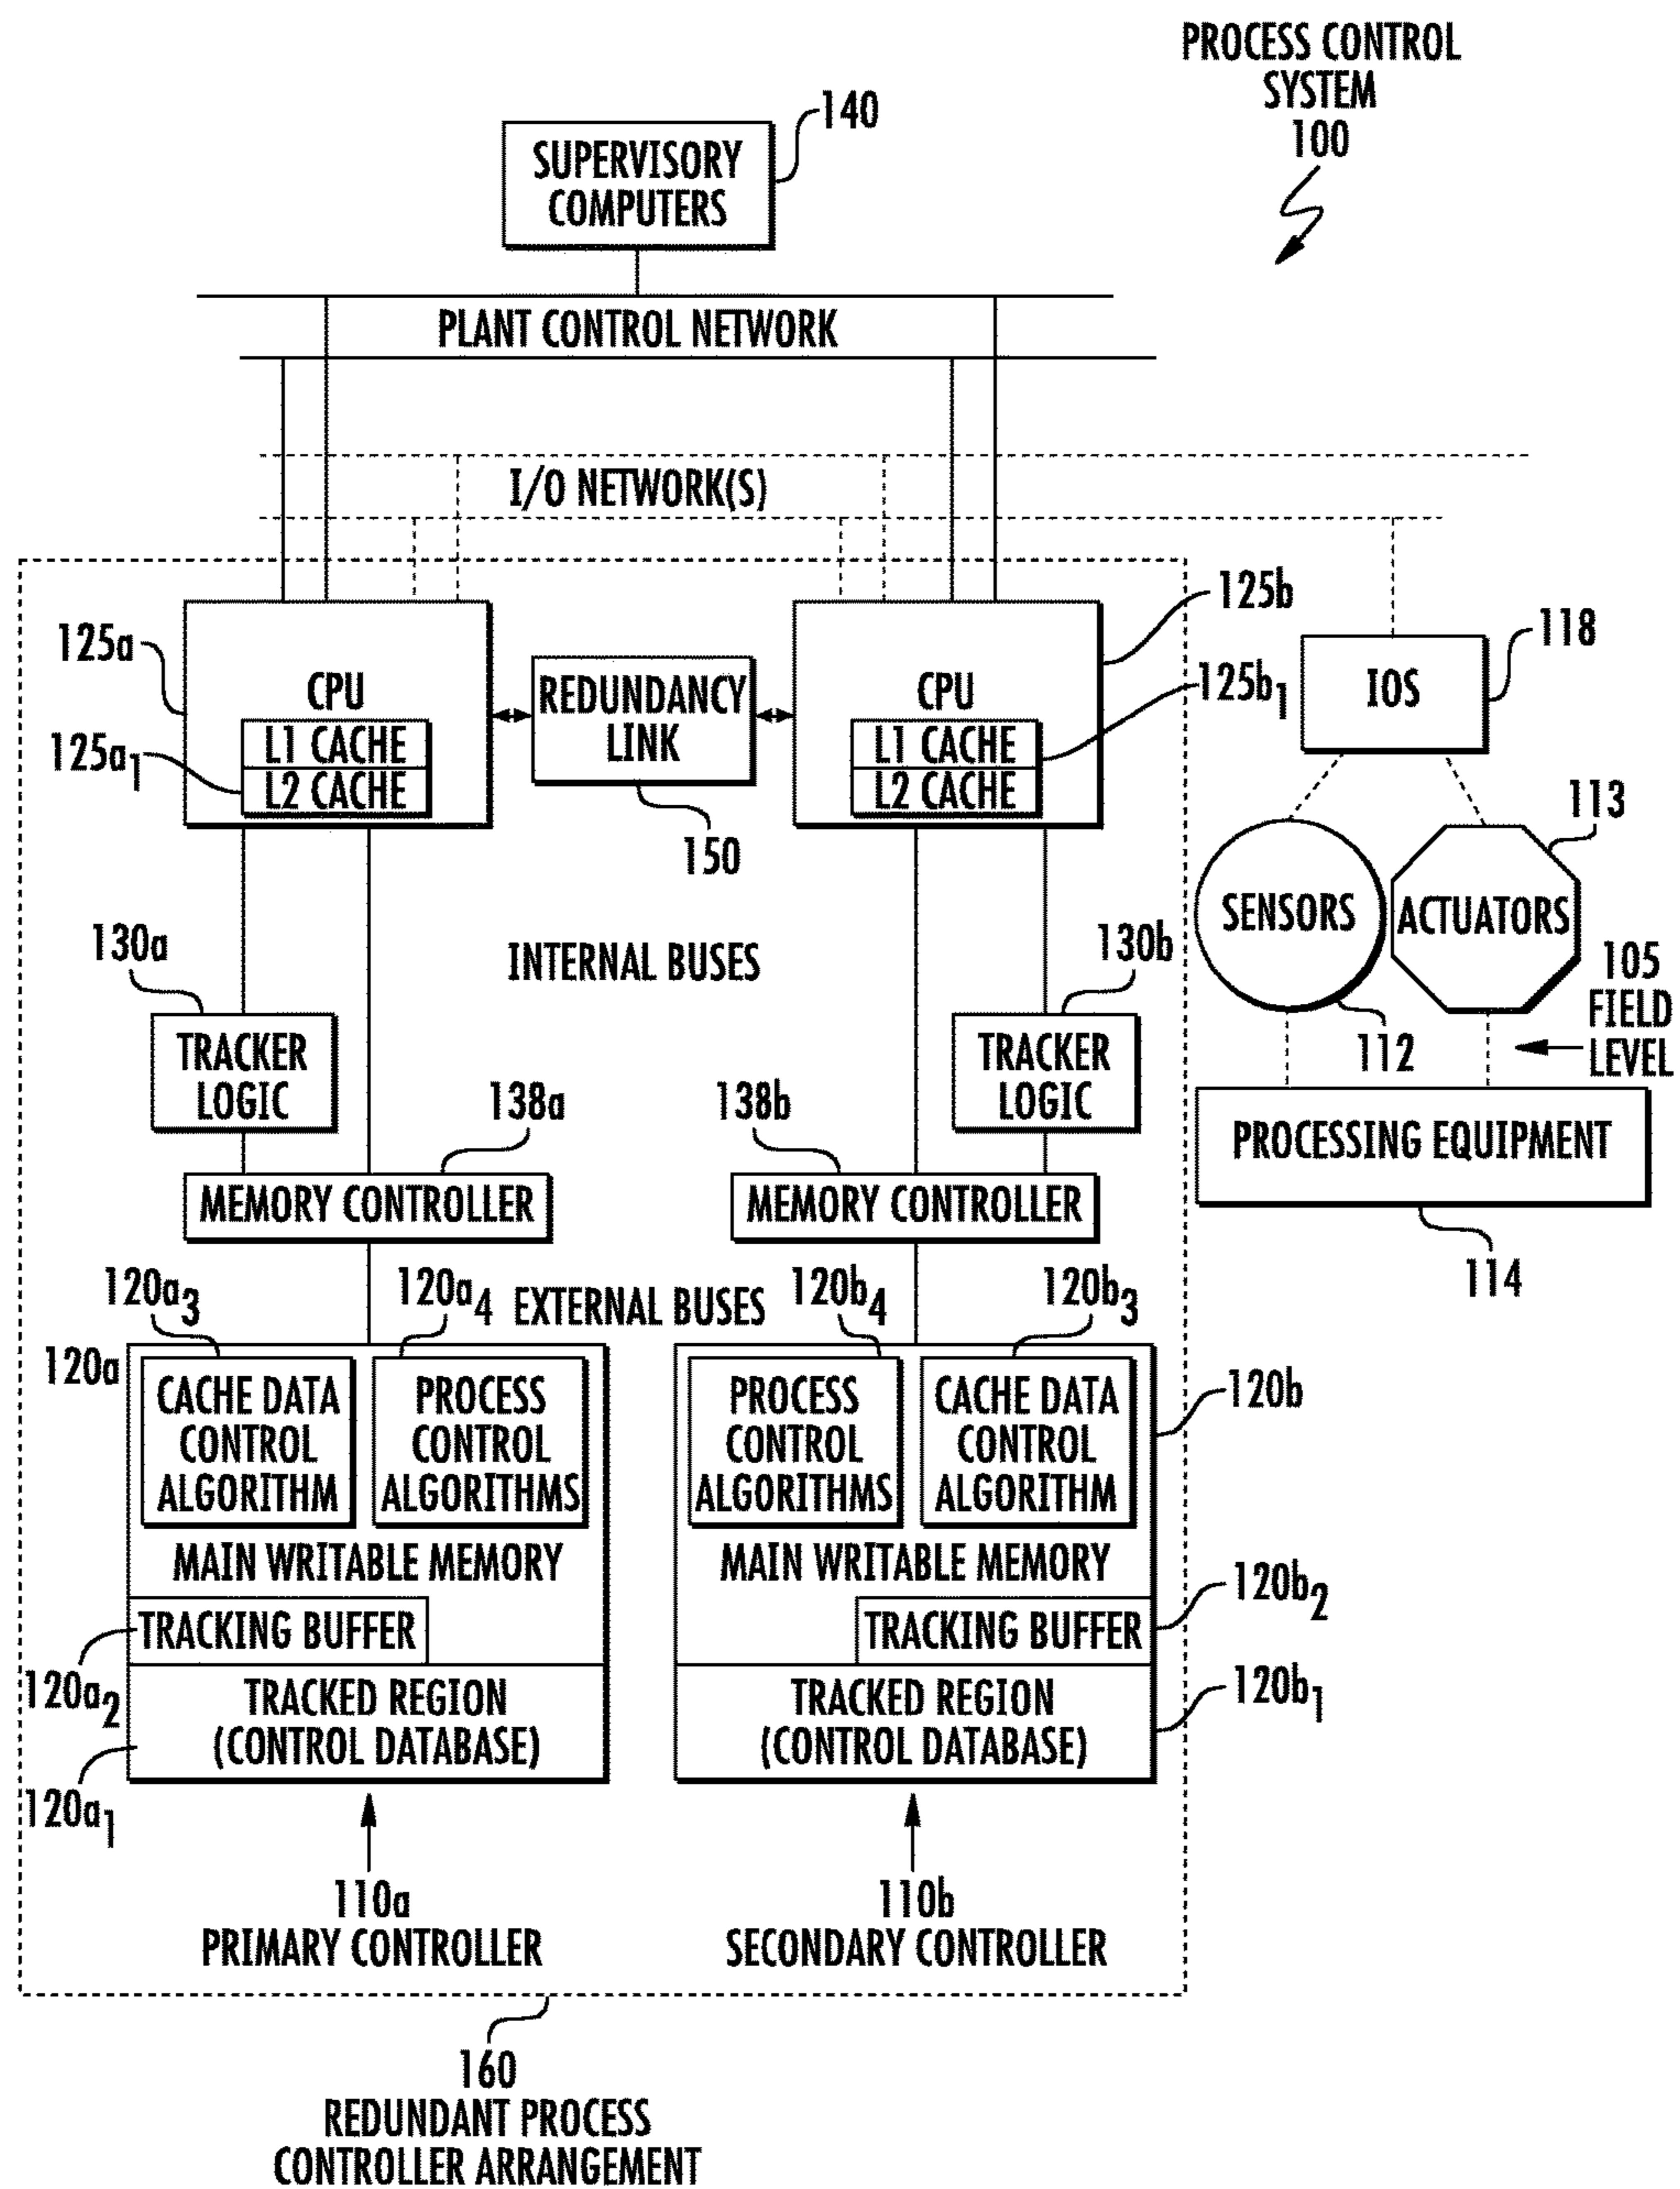 PROCESS CONTROL
SYSTEM
100
140
SUPERVISORY
COMPUTERS
PLANT CONTROL NETWORK
I/O NETWORK(S)
125a
CPU
L1 CACHE
L2 CACHE
125a1
REDUNDANCY
LINK
150
CPU
L1 CACHE
L2 CACHE
125b
125b1
118
IOS
113
SENSORS
ACTUATORS
112
105
FIELD
LEVEL
PROCESSING EQUIPMENT
114
130a
INTERNAL BUSES
130b
TRACKER
LOGIC
TRACKER
LOGIC
138a
138b
MEMORY CONTROLLER
MEMORY CONTROLLER
120a3
120a4
EXTERNAL BUSES
120b4
120b3
120a
CACHE DATA
CONTROL
ALGORITHM
PROCESS
CONTROL
ALGORITHMS
MAIN WRITABLE MEMORY
TRACKING BUFFER
120a2
TRACKED REGION
(CONTROL DATABASE)
120a1
PROCESS
CONTROL
ALGORITHMS
CACHE DATA
CONTROL
ALGORITHM
120b
MAIN WRITABLE MEMORY
TRACKING BUFFER
120b2
TRACKED REGION
(CONTROL DATABASE)
120b1
110a
PRIMARY CONTROLLER
110b
SECONDARY CONTROLLER
160
REDUNDANT PROCESS
CONTROLLER ARRANGEMENT